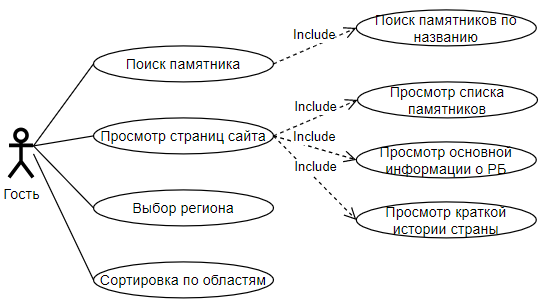 Поиск памятников по
названию
Include
Поиск памятника
Просмотр списка
памятников
Include
Просмотр страниц сайта
Include
Просмотр основной
информации о РБ
Include
Гость
Выбор региона
Просмотр краткой
истории страны
Сортировка по областям